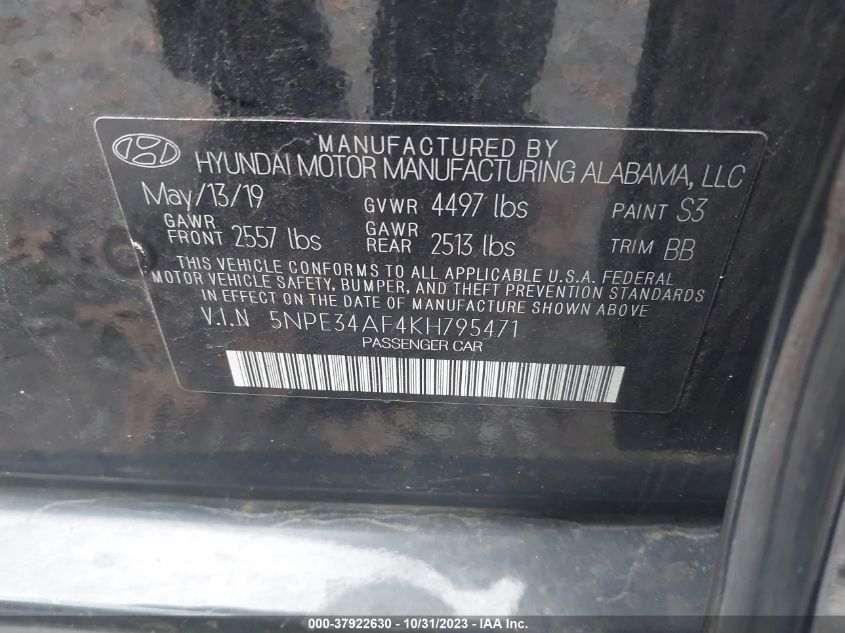 MANUFACTURED BY
HYUNDAI MOTOR MANUFACTURING ALABAMA, LLC
May/13/19 GVWR 4497 lbs PAINT S3
GAWR FRONT 2557 lbs GAWR REAR 2513 lbs TRIM BB
THIS VEHICLE CONFORMS TO ALL APPLICABLE U.S.A. FEDERAL
MOTOR VEHICLE SAFETY, BUMPER, AND THEFT PREVENTION STANDARDS
IN EFFECT ON THE DATE OF MANUFACTURE SHOWN ABOVE.
V.I.N 5NPE34AF4KH795471
PASSENGER CAR
000-37922630 - 10/31/2023 - IAA Inc.